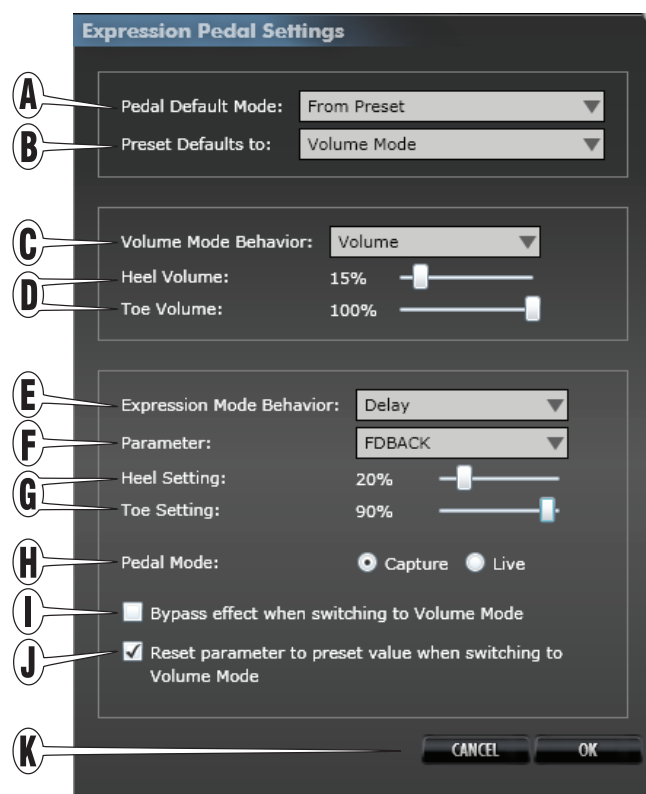 Expression Pedal Settings
A Pedal Default Mode: From Preset
B Preset Defaults to: Volume Mode
C Volume Mode Behavior: Volume
D Heel Volume: 15%
Toe Volume: 100%
E Expression Mode Behavior: Delay
F Parameter: FDBACK
G Heel Setting: 20%
Toe Setting: 90%
H Pedal Mode: Capture Live
I Bypass effect when switching to Volume Mode
J Reset parameter to preset value when switching to
Volume Mode
K CANCEL OK